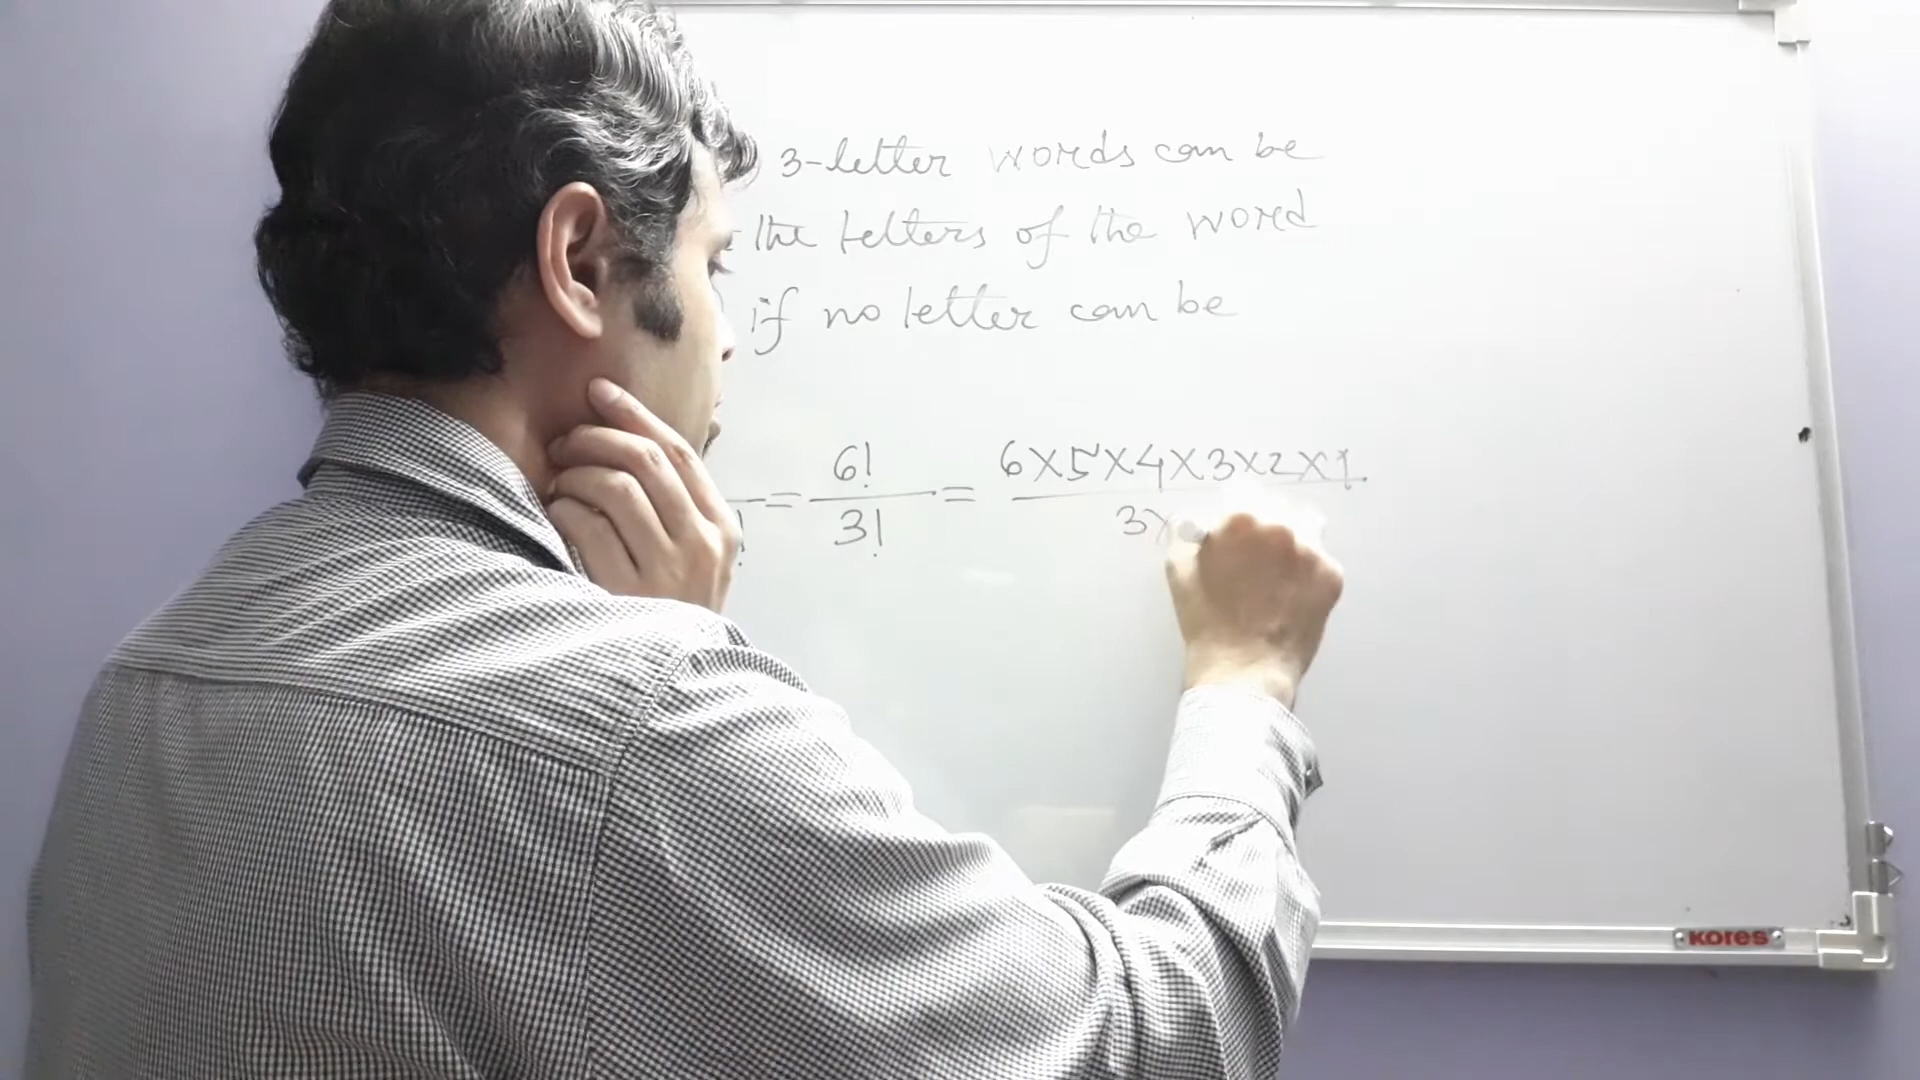 3-letter words can be
the letters of the word
if no letter can be
! = 6!/3! = 6×5×4×3×2×1/3×
KORES